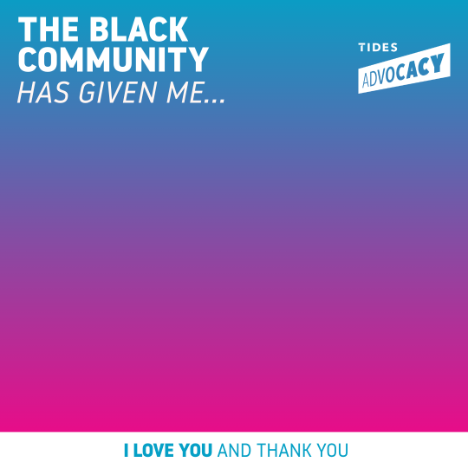 THE BLACK
COMMUNITY
HAS GIVEN ME...
TIDES
ADVOCACY
I LOVE YOU AND THANK YOU